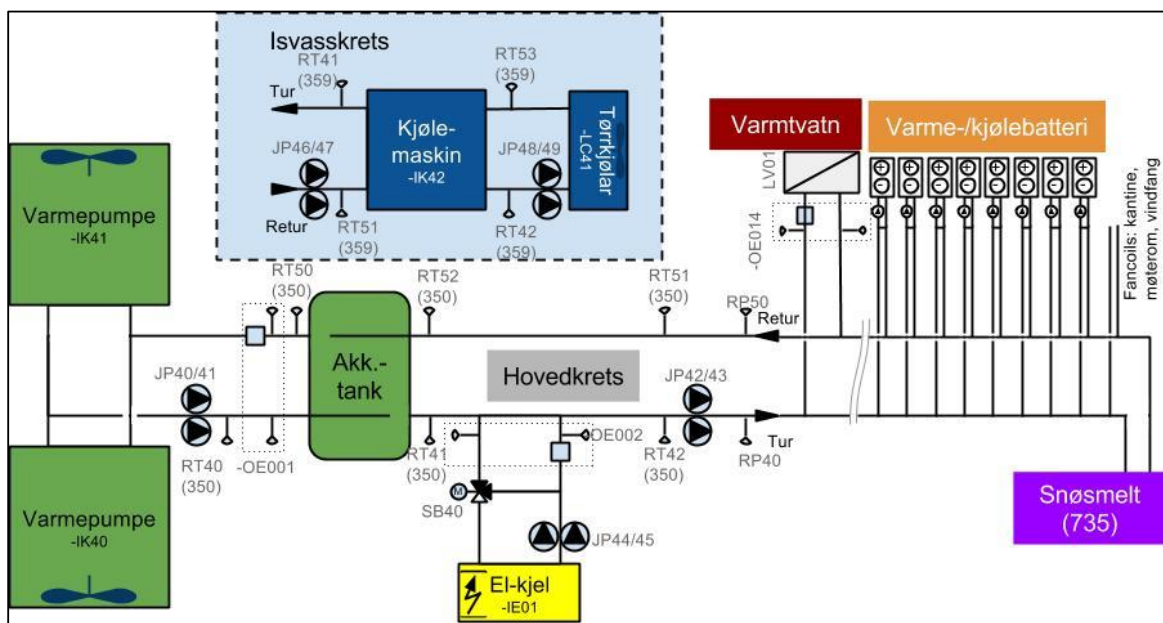 Isvasskrets
RT41
(359)
RT53
(359)
Tur
Kjøle-
maskin
-IK42
Tørrkjølar
-LC41
JP46/47
JP48/49
Retur
RT51
(359)
RT42
(359)
Varmtvatn
Varme-/kjølebatteri
LV01
-OE014
Fancoils: kantine,
møterom, vindfang
Varmepumpe
-IK41
RT50
(350)
RT52
(350)
RT51
(350)
RP50
Retur
Akk.-
tank
Hovedkrets
JP40/41
JP42/43
RT40
(350)
-OE001
RT41
(350)
-OE002
RT42
(350)
Tur
RP40
M
SB40
JP44/45
Varmepumpe
-IK40
El-kjel
-IE01
Snøsmelt
(735)